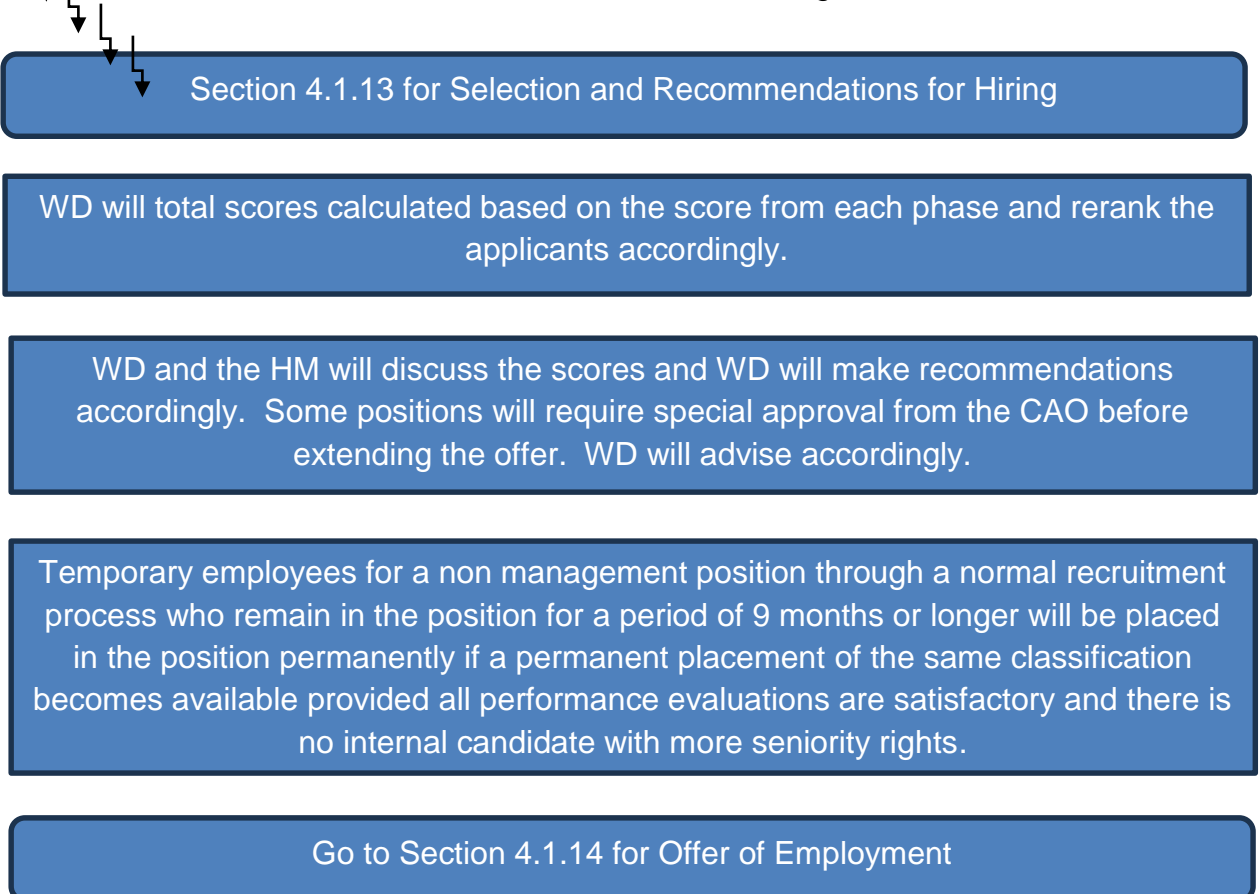 Section 4.1.13 for Selection and Recommendations for Hiring
WD will total scores calculated based on the score from each phase and rerank the
applicants accordingly.
WD and the HM will discuss the scores and WD will make recommendations
accordingly.  Some positions will require special approval from the CAO before
extending the offer.  WD will advise accordingly.
Temporary employees for a non management position through a normal recruitment
process who remain in the position for a period of 9 months or longer will be placed
in the position permanently if a permanent placement of the same classification
becomes available provided all performance evaluations are satisfactory and there is
no internal candidate with more seniority rights.
Go to Section 4.1.14 for Offer of Employment